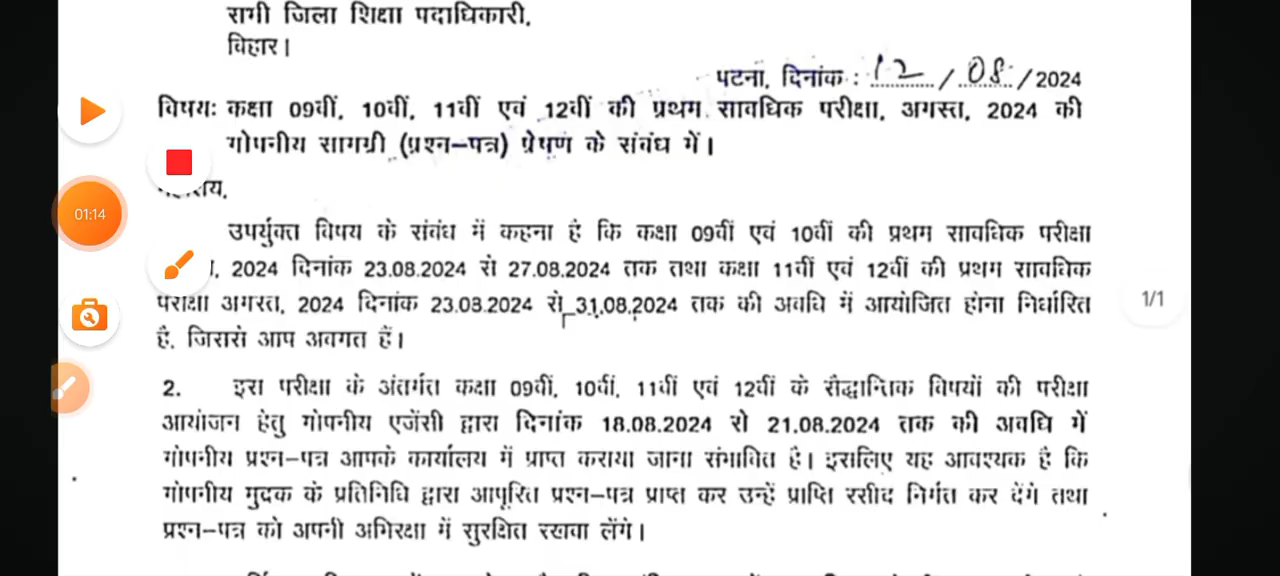 सभी जिला शिक्षा पदाधिकारी,
बिहार।
पटना, दिनांक : 12 / 08 / 2024
विषयः कक्षा 09वीं, 10वीं, 11वीं एवं 12वीं की प्रथम सावधिक परीक्षा, अगस्त, 2024 की
गोपनीय सामग्री (प्रश्न-पत्र) प्रेषण के संबंध में।
01:14
उपर्युक्त विषय के संबंध में कहना है कि कक्षा 09वीं एवं 10वीं की प्रथम सावधिक परीक्षा
, 2024 दिनांक 23.08.2024 से 27.08.2024 तक तथा कक्षा 11वीं एवं 12वीं की प्रथम सावधिक
1/1
परीक्षा अगस्त, 2024 दिनांक 23.08.2024 से 31.08.2024 तक की अवधि में आयोजित होना निर्धारित
है, जिससे आप अवगत हैं।
2. इस परीक्षा के अंतर्गत कक्षा 09वीं, 10वीं, 11वीं एवं 12वीं के सैद्धान्तिक विषयों की परीक्षा
आयोजन हेतु गोपनीय एजेंसी द्वारा दिनांक 18.08.2024 से 21.08.2024 तक की अवधि में
गोपनीय प्रश्न-पत्र आपके कार्यालय में प्राप्त कराया जाना संभावित है। इसलिए यह आवश्यक है कि
गोपनीय मुद्रक के प्रतिनिधि द्वारा आपूरित प्रश्न-पत्र प्राप्त कर उन्हें प्राप्ति रसीद निर्गत कर देंगे तथा
प्रश्न-पत्र को अपनी अभिरक्षा में सुरक्षित रखवा लेंगे।